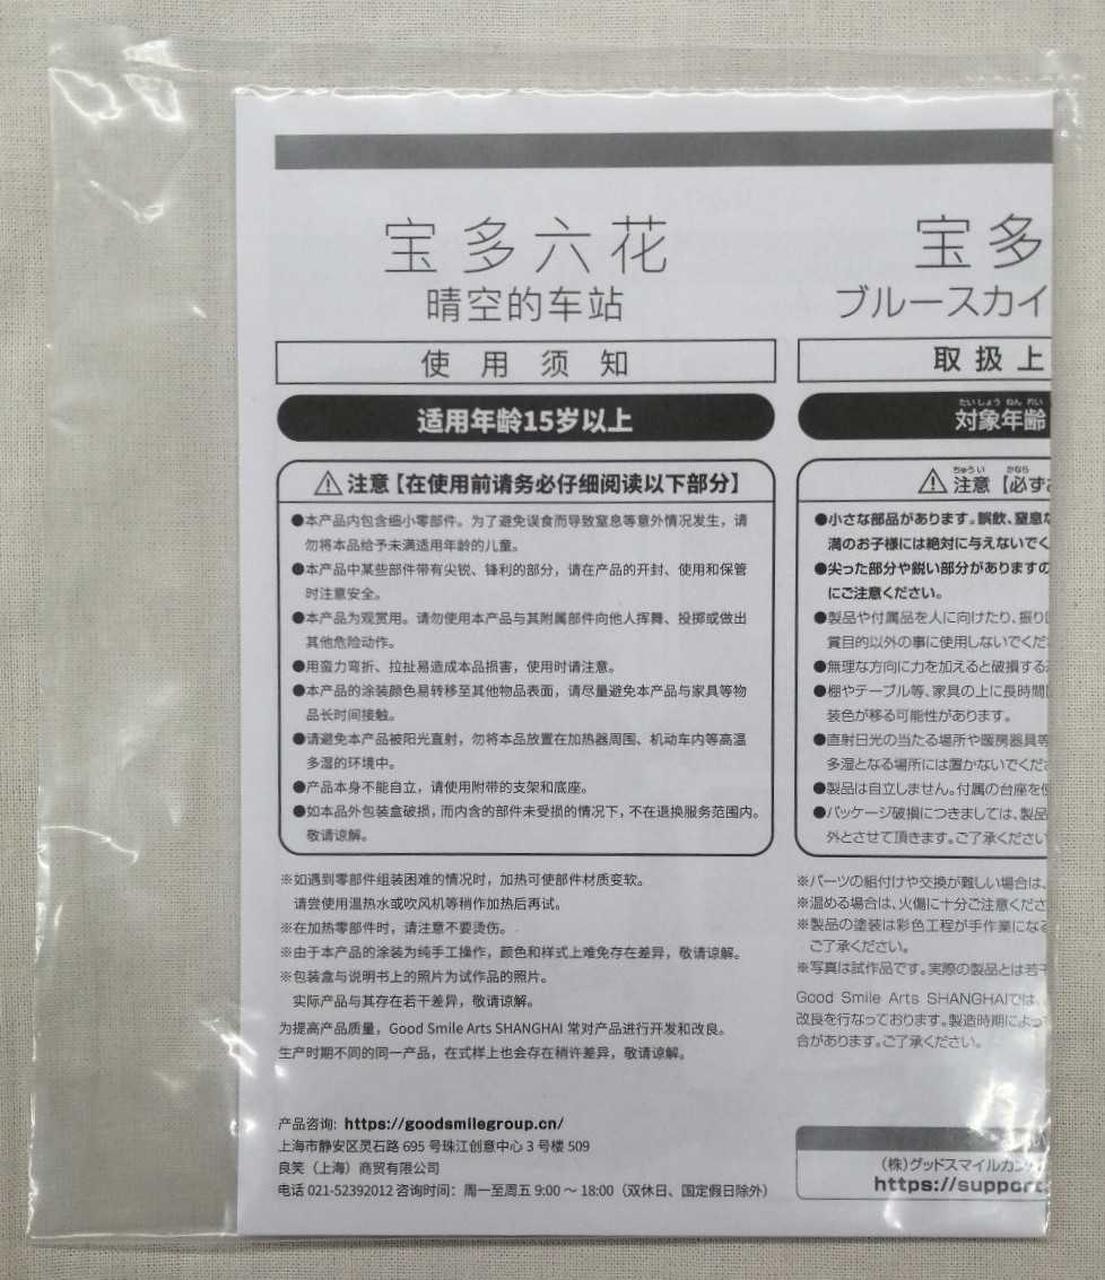 宝多六花
晴空的车站
使用须知
适用年龄15岁以上
注意【在使用前请务必仔细阅读以下部分】
●本产品内包含细小零部件。为了避免误食而导致窒息等意外情况发生，请
勿将本品给予未满适用年龄的儿童。
●本产品中某些部件带有尖锐、锋利的部分，请在产品的开封、使用和保管
时注意安全。
●本产品为观赏用。请勿使用本产品与其附属部件向他人挥舞、投掷或做出
其他危险动作。
●用蛮力弯折、拉扯易造成本品损害，使用时请注意。
●本产品的涂装颜色易转移至其他物品表面，请尽量避免本产品与家具等物
品长时间接触。
●请避免本产品被阳光直射，勿将本品放置在加热器周围、机动车内等高温
多湿的环境中。
●产品本身不能自立，请使用附带的支架和底座。
●如本品外包装盒破损，而内含的部件未受损的情况下，不在退换服务范围内。
敬请谅解。
※如遇到零部件组装困难的情况时，加热可使部件材质变软。
请尝使用温热水或吹风机等稍作加热后再试。
※在加热零部件时，请注意不要烫伤。
※由于本产品的涂装为纯手工操作，颜色和样式上难免存在差异，敬请谅解。
※包装盒与说明书上的照片为试作品的照片。
实际产品与其存在若干差异，敬请谅解。
为提高产品质量，Good Smile Arts SHANGHAI 常对产品进行开发和改良。
生产时期不同的同一产品，在式样上也会存在稍许差异，敬请谅解。
产品咨询: https://goodsmilegroup.cn/
上海市静安区灵石路 695 号珠江创意中心 3 号楼 509
良笑（上海）商贸有限公司
电话 021-52392012 咨询时间：周一至周五 9:00 ～ 18:00（双休日、国定假日除外）
宝多
ブルースカイ
取扱上
たいしょう ねん れい
対象年齢
ちゅうい かなら
注意【必ず
●小さな部品があります。誤飲、窒息
満のお子様には絶対に与えないでく
●尖った部分や鋭い部分がありますの
にご注意ください。
●製品や付属品を人に向けたり、振り
賞目的以外の事に使用しないでくだ
●無理な方向に力を加えると破損する
●棚やテーブル等、家具の上に長時間
装色が移る可能性があります。
●直射日光の当たる場所や暖房器具等
多湿となる場所には置かないでくだ
●製品は自立しません。付属の台座を
●パッケージ破損につきましては、製品
外とさせて頂きます。ご了承ください
※パーツの組付けや交換が難しい場合は、
※温める場合は、火傷に十分ご注意くださ
※製品の塗装は彩色工程が手作業になる
ご了承ください。
※写真は試作品です。実際の製品とは若干
Good Smile Arts SHANGHAIでは、
改良を行なっております。製造時期によっ
合があります。ご了承ください。
(株)グッドスマイルカン
https://support